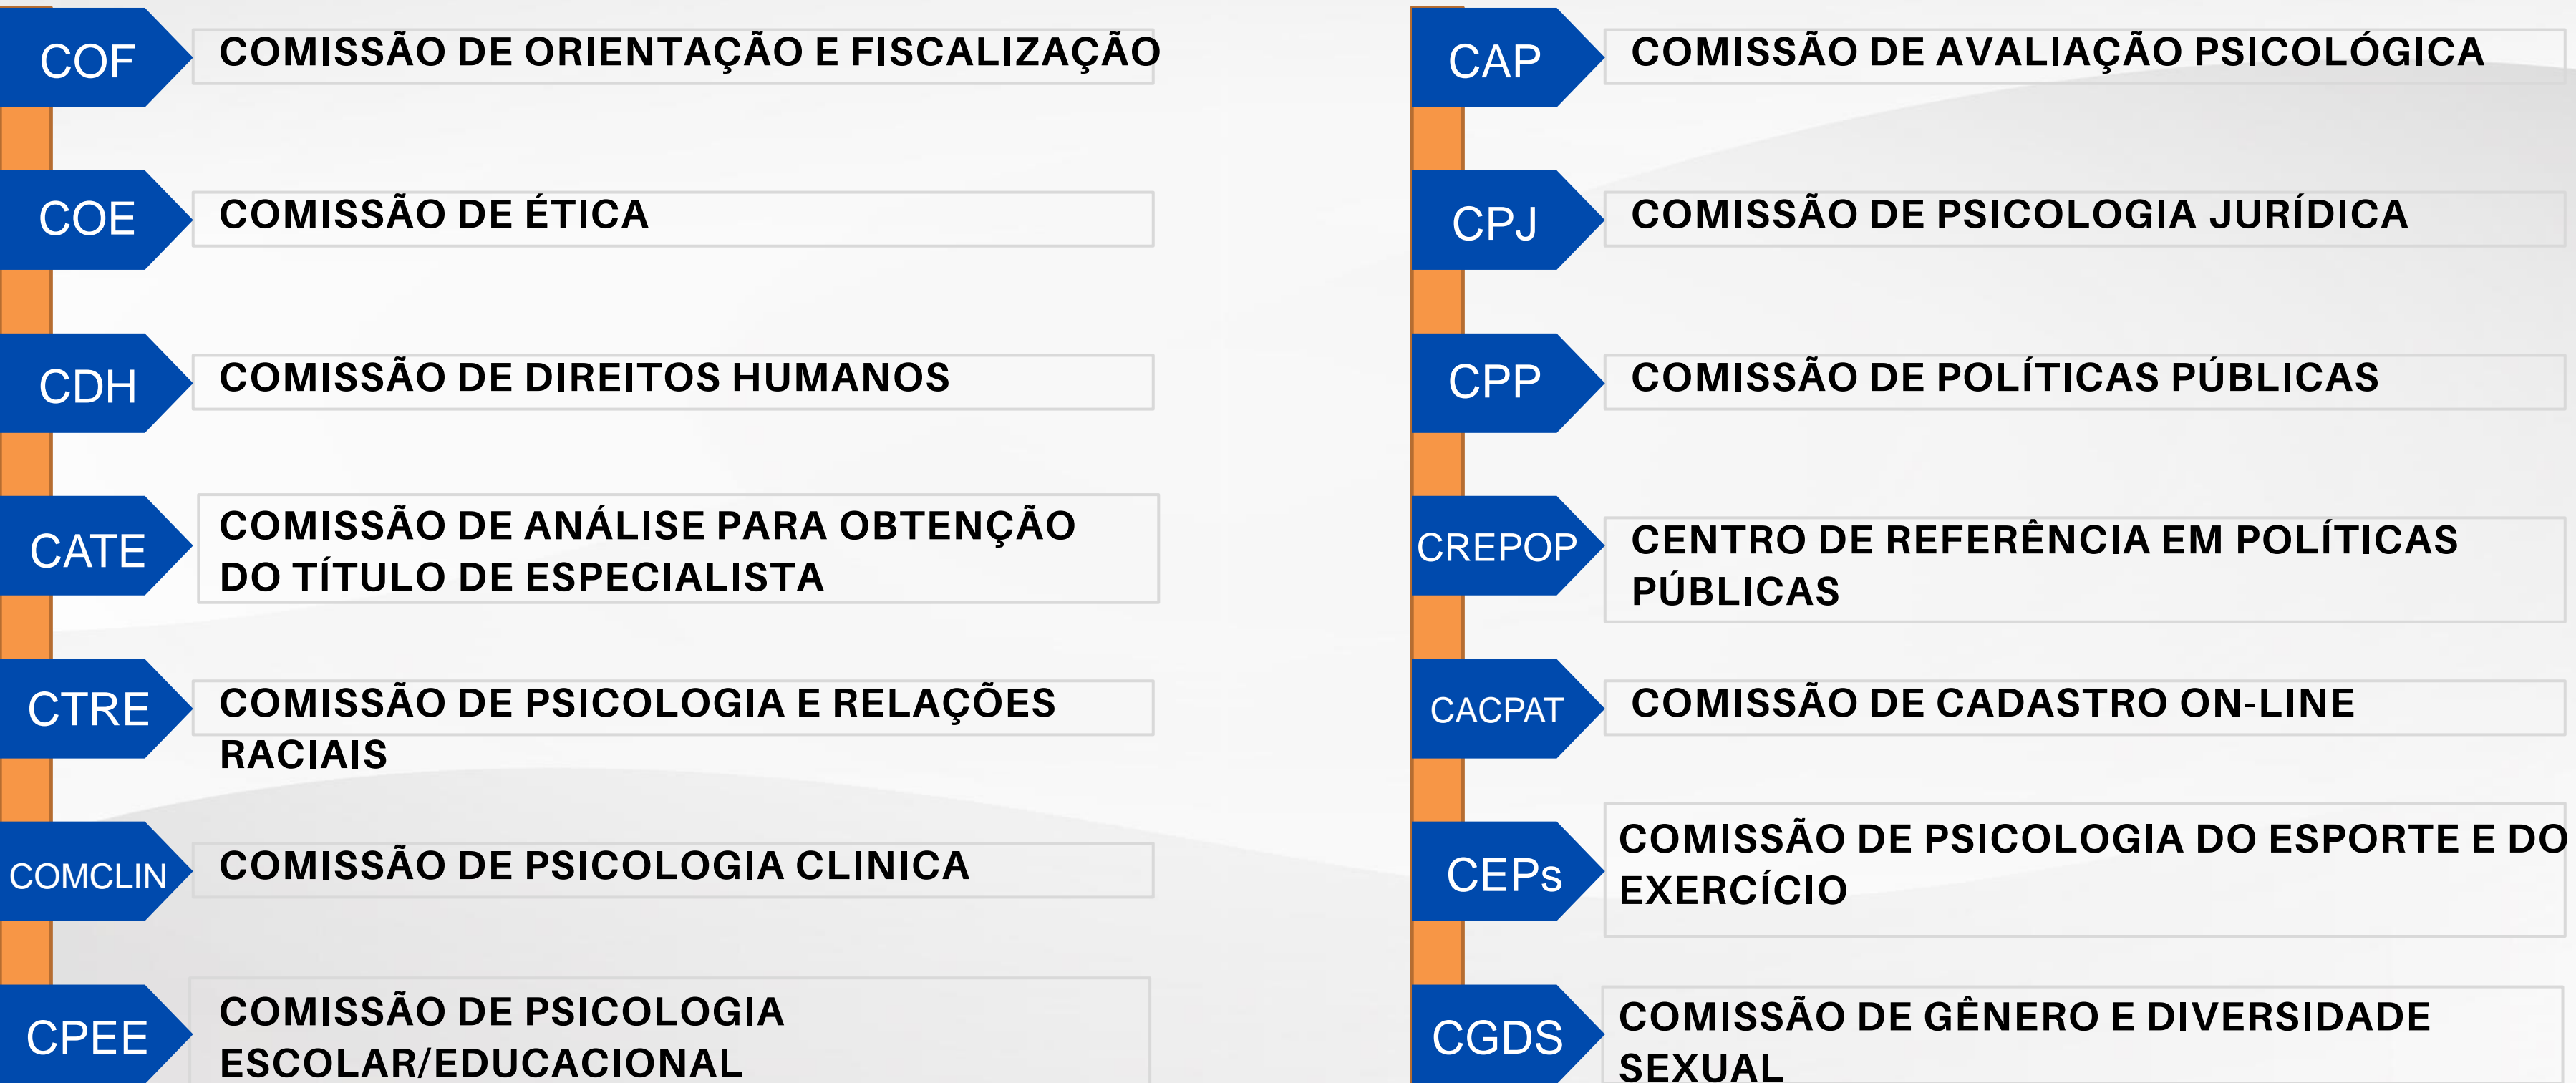 COF
COMISSÃO DE ORIENTAÇÃO E FISCALIZAÇÃO
COE
COMISSÃO DE ÉTICA
CDH
COMISSÃO DE DIREITOS HUMANOS
CATE
COMISSÃO DE ANÁLISE PARA OBTENÇÃO
DO TÍTULO DE ESPECIALISTA
CTRE
COMISSÃO DE PSICOLOGIA E RELAÇÕES
RACIAIS
COMCLIN
COMISSÃO DE PSICOLOGIA CLINICA
CPEE
COMISSÃO DE PSICOLOGIA
ESCOLAR/EDUCACIONAL
CAP
COMISSÃO DE AVALIAÇÃO PSICOLÓGICA
CPJ
COMISSÃO DE PSICOLOGIA JURÍDICA
CPP
COMISSÃO DE POLÍTICAS PÚBLICAS
CREPOP
CENTRO DE REFERÊNCIA EM POLÍTICAS
PÚBLICAS
CACPAT
COMISSÃO DE CADASTRO ON-LINE
CEPs
COMISSÃO DE PSICOLOGIA DO ESPORTE E DO
EXERCÍCIO
CGDS
COMISSÃO DE GÊNERO E DIVERSIDADE
SEXUAL